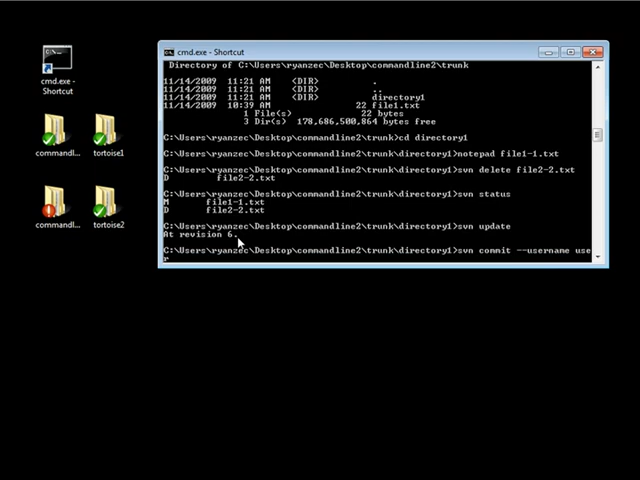 cmd.exe - Shortcut
commandl...
tortoise1
commandl...
tortoise2
cmd.exe - Shortcut
Directory of C:\Users\ryanzec\Desktop\commandline2\trunk
11/14/2009  11:21 AM    <DIR>          .
11/14/2009  11:21 AM    <DIR>          ..
11/14/2009  11:21 AM    <DIR>          directory1
11/14/2009  10:39 AM                22 file1.txt
1 File(s)             22 bytes
3 Dir(s)  178,686,500,864 bytes free
C:\Users\ryanzec\Desktop\commandline2\trunk>cd directory1
C:\Users\ryanzec\Desktop\commandline2\trunk\directory1>notepad file1-1.txt
C:\Users\ryanzec\Desktop\commandline2\trunk\directory1>svn delete file2-2.txt
D         file2-2.txt
C:\Users\ryanzec\Desktop\commandline2\trunk\directory1>svn status
M       file1-1.txt
D       file2-2.txt
C:\Users\ryanzec\Desktop\commandline2\trunk\directory1>svn update
At revision 6.
C:\Users\ryanzec\Desktop\commandline2\trunk\directory1>svn commit --username use
r